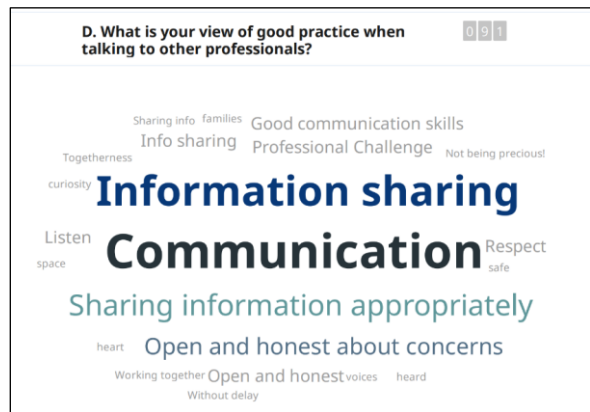 D. What is your view of good practice when
talking to other professionals?
0 9 1
Sharing info families Good communication skills
Info sharing Professional Challenge Not being precious!
Togetherness
curiosity Information sharing
Listen Communication Respect
space safe
Sharing information appropriately
heart Open and honest about concerns
Working together Open and honest voices heard
Without delay